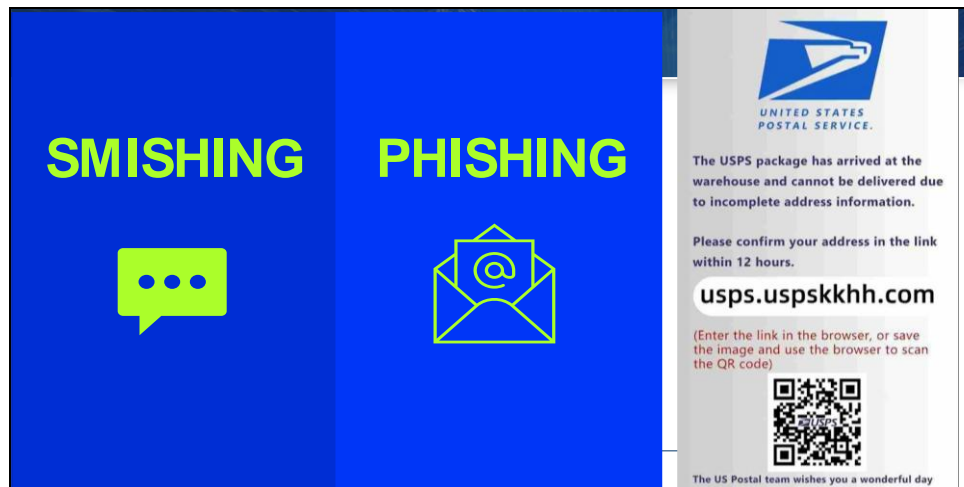 SMISHING
PHISHING
@
UNITED STATES
POSTAL SERVICE.
The USPS package has arrived at the
warehouse and cannot be delivered due
to incomplete address information.
Please confirm your address in the link
within 12 hours.
usps.uspskkhh.com
(Enter the link in the browser, or save
the image and use the browser to scan
the QR code)
USPS
The US Postal team wishes you a wonderful day